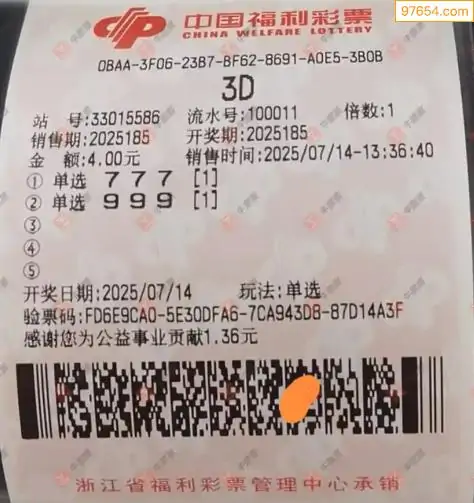 97654.com
中国福利彩票
CHINA WELFARE LOTTERY
0BAA-3F06-23B7-BF62-8691-A0E5-3B0B
3D
站 号:33015586 流水号:100011 倍数:1
销售期:2025185 开奖期:2025185
金 额:4.00元 销售时间:2025/07/14-13:36:40
① 单选 7 7 7 [1]
② 单选 9 9 9 [1]
③
④
⑤
开奖日期:2025/07/14 玩法:单选
验票码:FD6E9CA0-5E30DFA6-7CA943D8-87D14A3F
感谢您为公益事业贡献1.36元
浙江省福利彩票管理中心承销